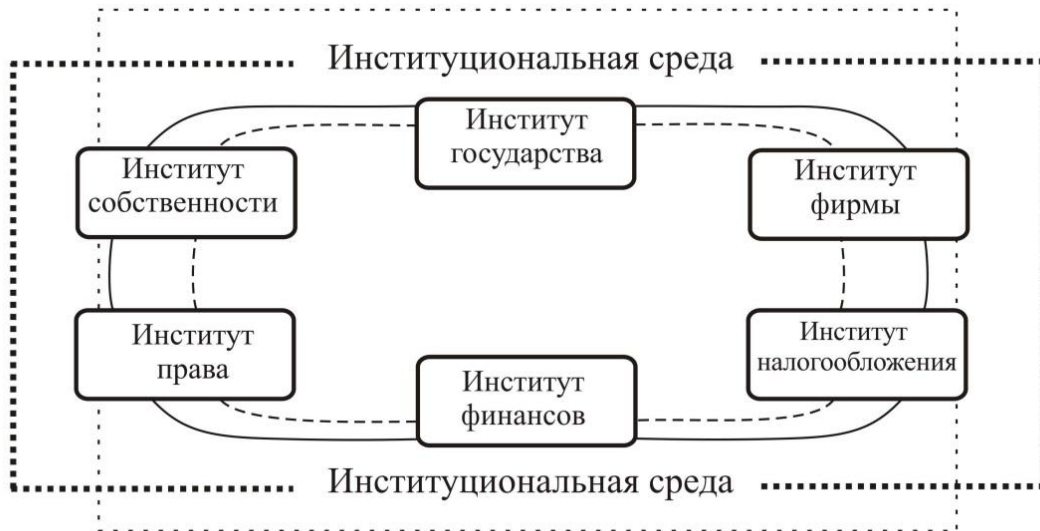 Институциональная среда
Институт
государства
Институт
собственности
Институт
фирмы
Институт
права
Институт
налогообложения
Институт
финансов
Институциональная среда